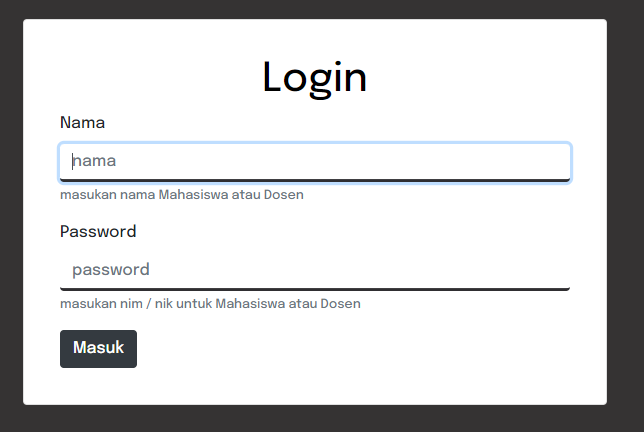 Login
Nama
nama
masukan nama Mahasiswa atau Dosen
Password
password
masukan nim / nik untuk Mahasiswa atau Dosen
Masuk